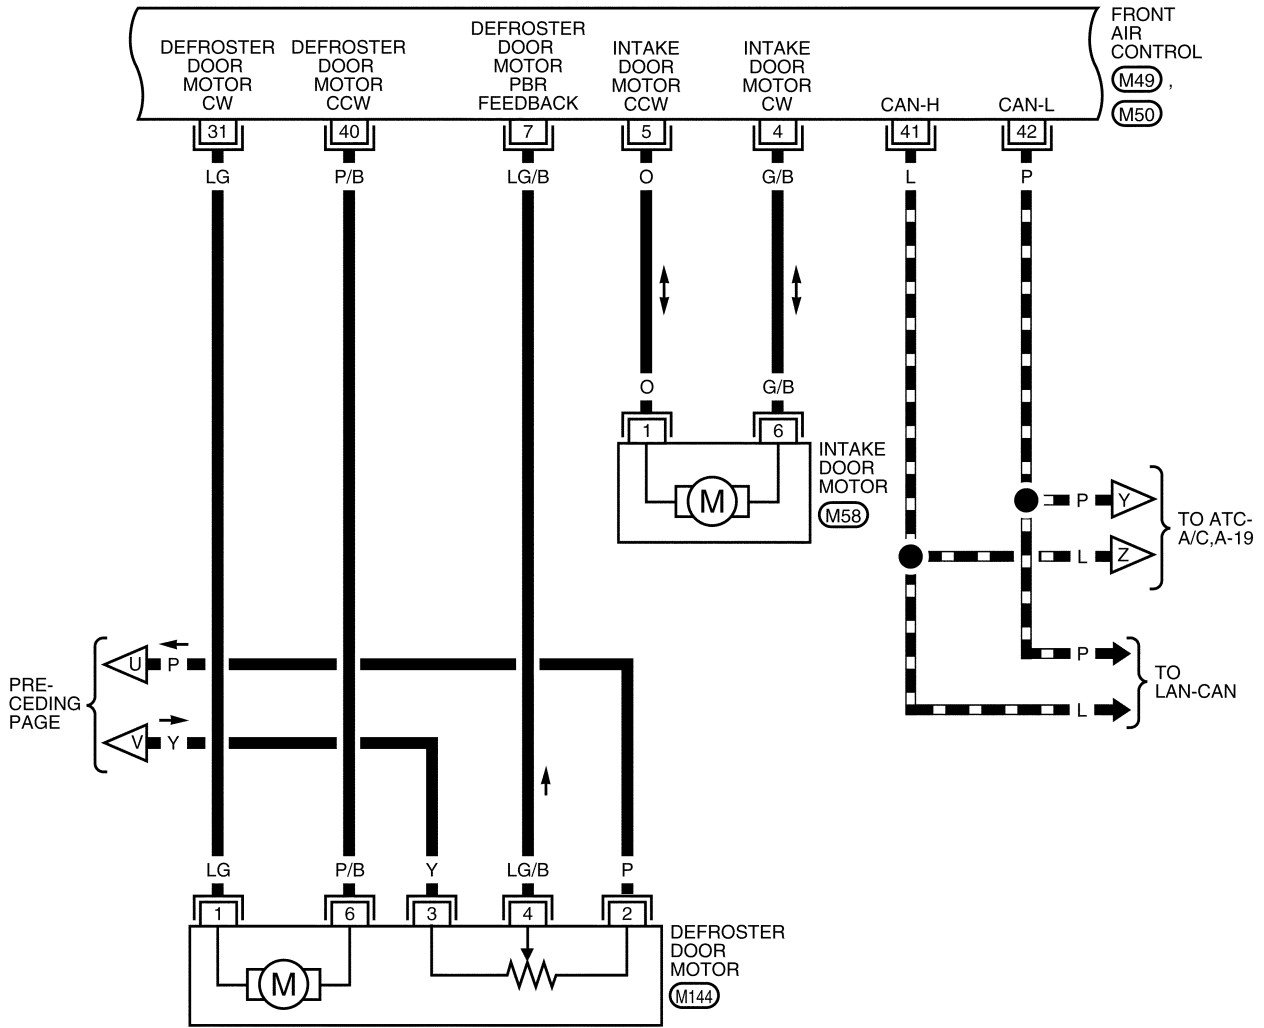 DEFROSTER
DOOR
MOTOR
CW
DEFROSTER
DOOR
MOTOR
CCW
DEFROSTER
DOOR
MOTOR
PBR
FEEDBACK
INTAKE
DOOR
MOTOR
CCW
INTAKE
DOOR
MOTOR
CW
CAN-H
CAN-L
FRONT
AIR
CONTROL
M49 ,
M50
31 40 7 5 4 41 42
LG P/B LG/B O G/B L P
O G/B
1 6
M
INTAKE
DOOR
MOTOR
M58
P Y
L Z
TO ATC-
A/C,A-19
P
L
TO
LAN-CAN
PRE-
CEDING
PAGE
U P
V Y
LG P/B Y LG/B P
1 6 3 4 2
M
DEFROSTER
DOOR
MOTOR
M144